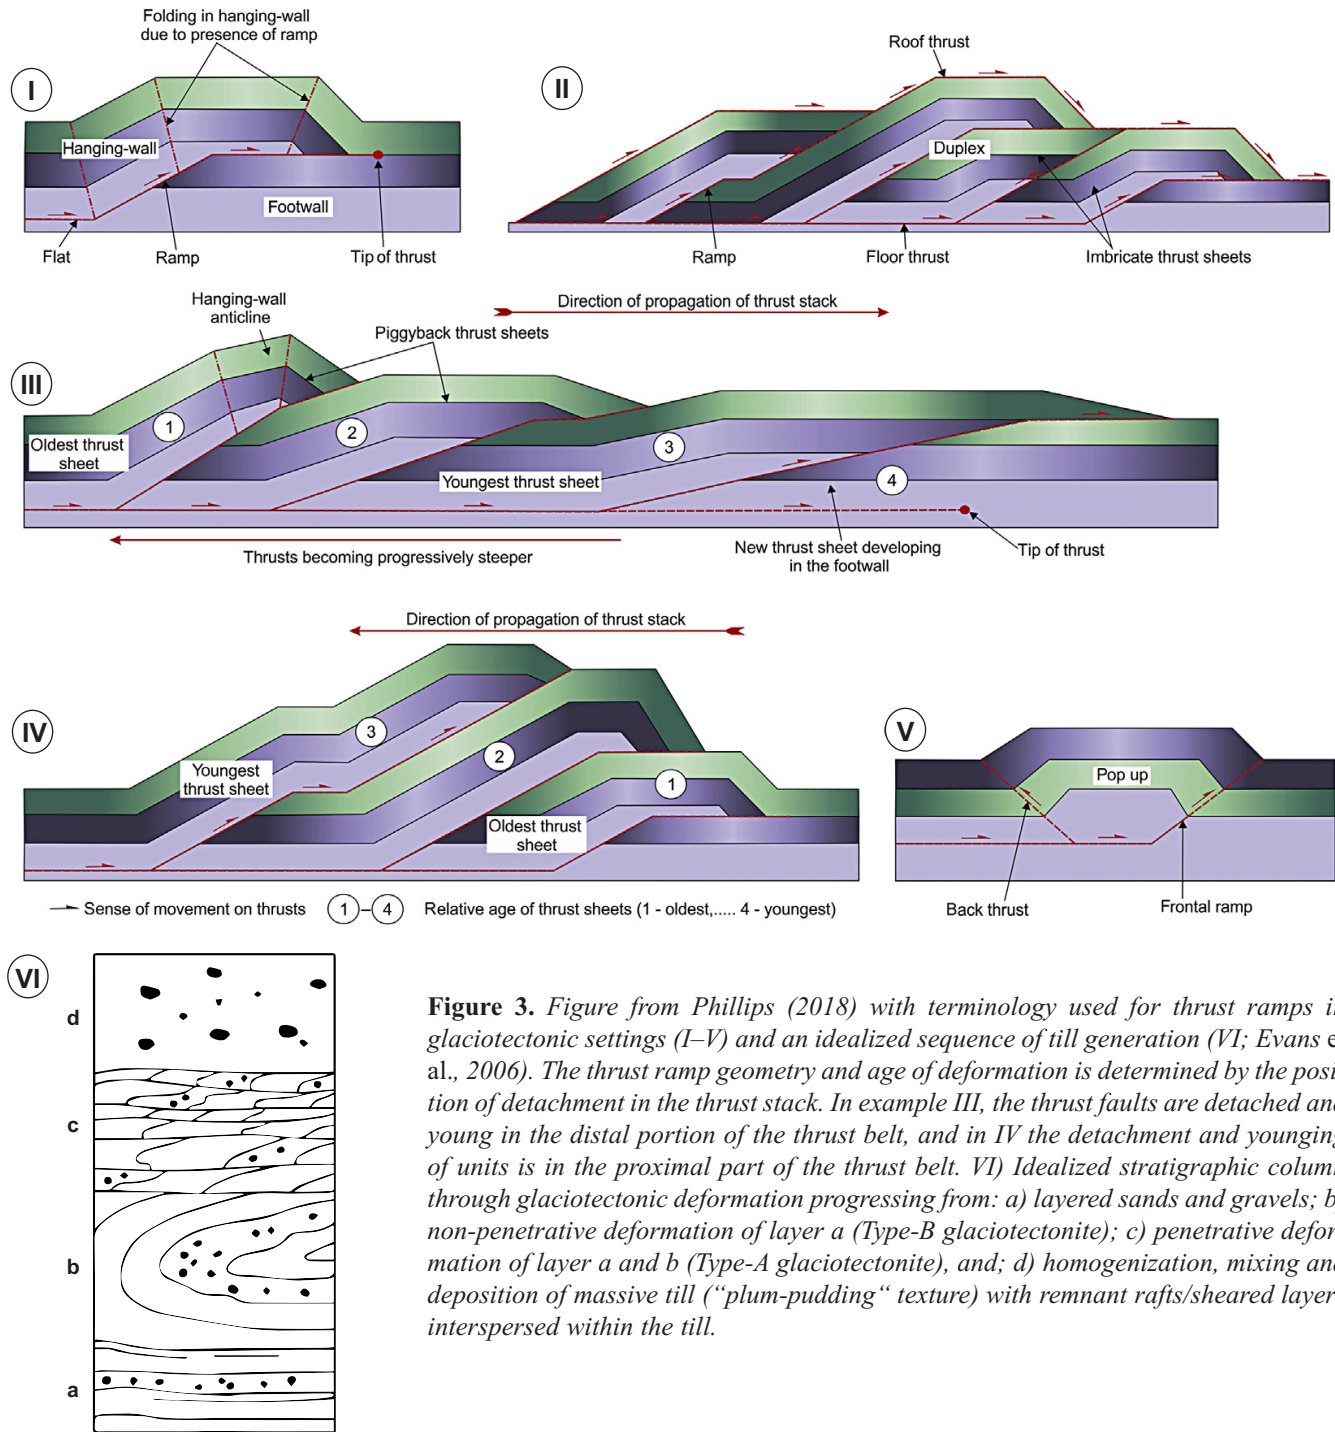 Folding in hanging-wall
due to presence of ramp
I
Hanging-wall
Footwall
Flat
Ramp
Tip of thrust
Roof thrust
II
Duplex
Ramp
Floor thrust
Imbricate thrust sheets
Hanging-wall
anticline
Direction of propagation of thrust stack
Piggyback thrust sheets
III
1
2
3
4
Oldest thrust
sheet
Youngest thrust sheet
Thrusts becoming progressively steeper
New thrust sheet developing
in the footwall
Tip of thrust
Direction of propagation of thrust stack
IV
3
2
1
Youngest
thrust sheet
Oldest thrust
sheet
V
Pop up
Back thrust
Frontal ramp
Sense of movement on thrusts
1–4
Relative age of thrust sheets (1 - oldest,..... 4 - youngest)
VI
d
c
b
a
Figure 3. Figure from Phillips (2018) with terminology used for thrust ramps in
glaciotectonic settings (I–V) and an idealized sequence of till generation (VI; Evans et
al., 2006). The thrust ramp geometry and age of deformation is determined by the posi-
tion of detachment in the thrust stack. In example III, the thrust faults are detached and
young in the distal portion of the thrust belt, and in IV the detachment and younging
of units is in the proximal part of the thrust belt. VI) Idealized stratigraphic column
through glaciotectonic deformation progressing from: a) layered sands and gravels; b)
non-penetrative deformation of layer a (Type-B glaciotectonite); c) penetrative defor-
mation of layer a and b (Type-A glaciotectonite), and; d) homogenization, mixing and
deposition of massive till (“plum-pudding“ texture) with remnant rafts/sheared layers
interspersed within the till.